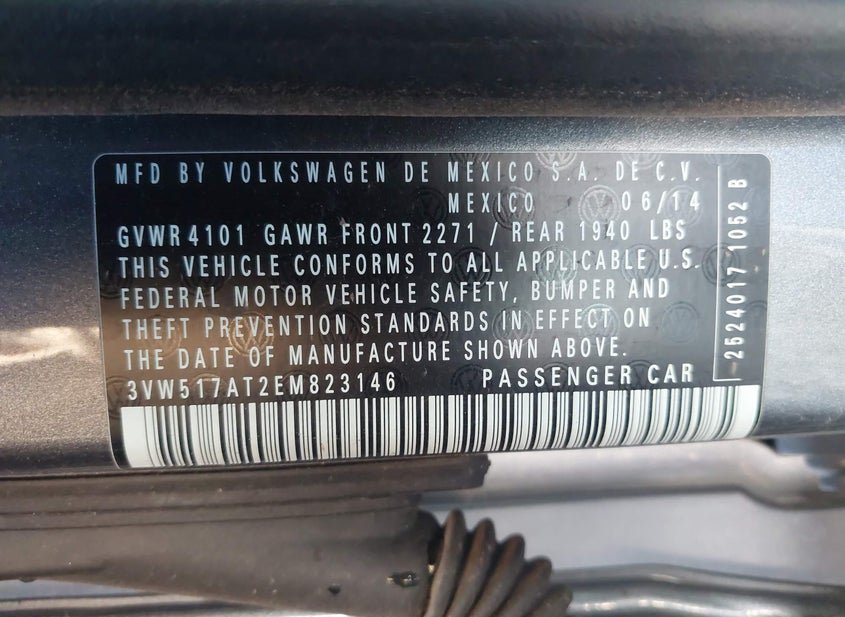 MFD BY VOLKSWAGEN DE MEXICO S.A. DE C.V.
MEXICO 06/14
GVWR 4101 GAWR FRONT 2271 / REAR 1940 LBS
THIS VEHICLE CONFORMS TO ALL APPLICABLE U.S.
FEDERAL MOTOR VEHICLE SAFETY, BUMPER AND
THEFT PREVENTION STANDARDS IN EFFECT ON
THE DATE OF MANUFACTURE SHOWN ABOVE.
3VW517AT2EM823146 PASSENGER CAR
2524017 1052 B